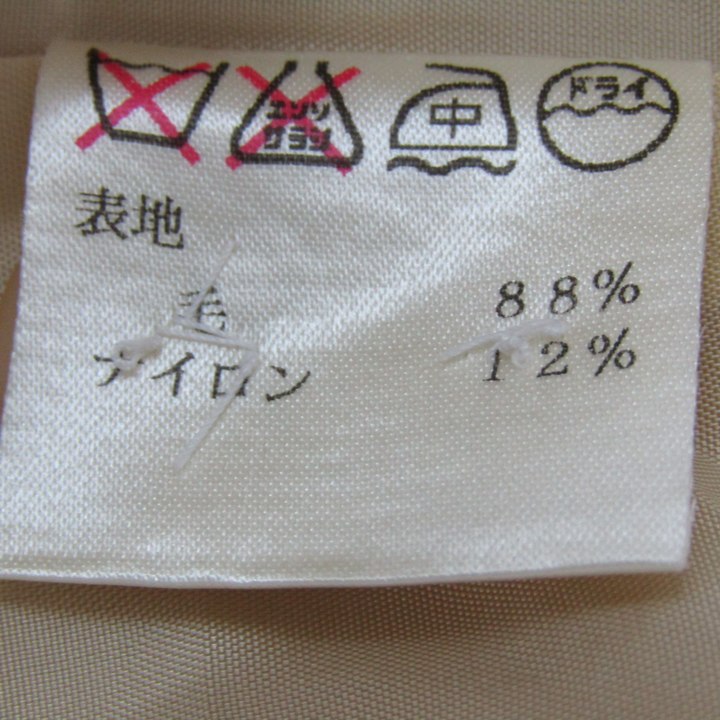 エンソサラシ 中 ドライ
表地
毛 88%
ナイロン 12%